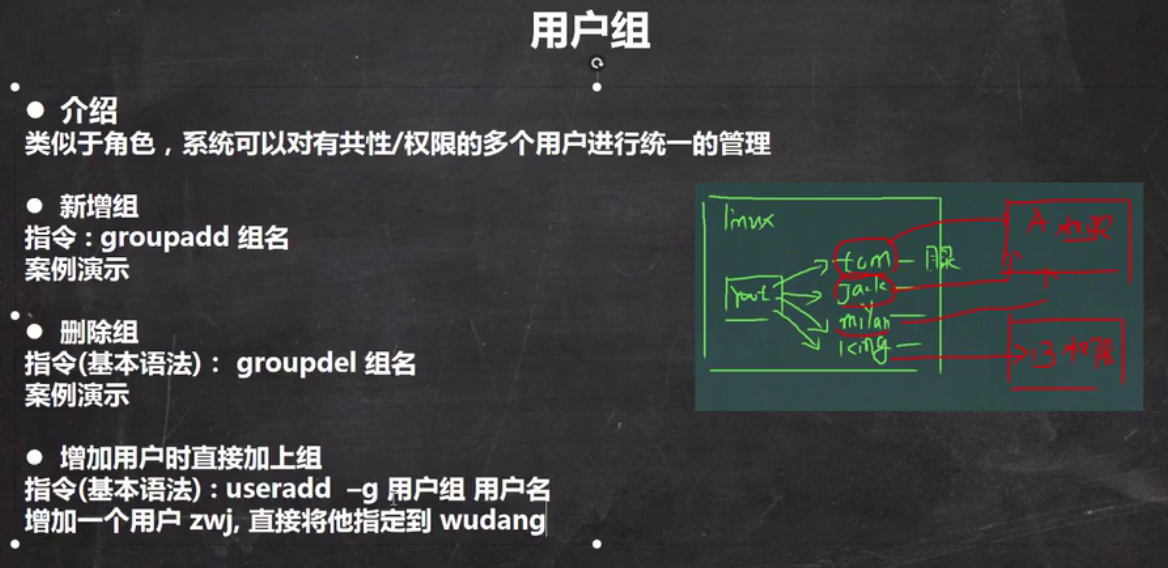 用户组
● 介绍
类似于角色，系统可以对有共性/权限的多个用户进行统一的管理
● 新增组
指令 : groupadd 组名
案例演示
● 删除组
指令(基本语法)： groupdel 组名
案例演示
● 增加用户时直接加上组
指令(基本语法) : useradd –g 用户组 用户名
增加一个用户 zwj, 直接将他指定到 wudang
linux
root
tom
Jack
milan
king
A